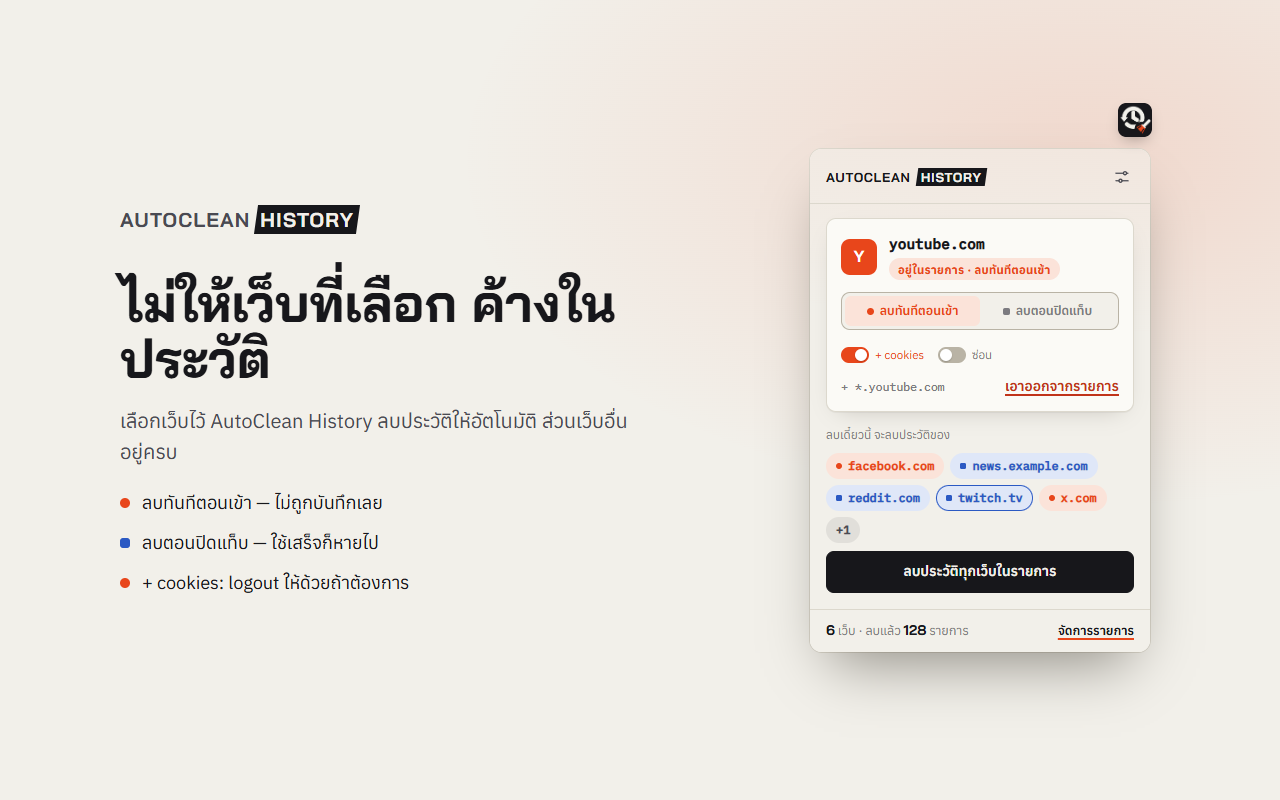 AUTOCLEAN HISTORY
ไม่ให้เว็บที่เลือก ค้างใน
ประวัติ
เลือกเว็บไว้ AutoClean History ลบประวัติให้อัตโนมัติ ส่วนเว็บอื่น
อยู่ครบ
ลบทันทีตอนเข้า — ไม่ถูกบันทึกเลย
ลบตอนปิดแท็บ — ใช้เสร็จก็หายไป
+ cookies: logout ให้ด้วยถ้าต้องการ
AUTOCLEAN HISTORY
Y
youtube.com
อยู่ในรายการ · ลบทันทีตอนเข้า
ลบทันทีตอนเข้า ลบตอนปิดแท็บ
+ cookies ซ่อน
+ *.youtube.com เอาออกจากรายการ
ลบเดี๋ยวนี้ จะลบประวัติของ
facebook.com news.example.com
reddit.com twitch.tv x.com
+1
ลบประวัติทุกเว็บในรายการ
6 เว็บ · ลบแล้ว 128 รายการ จัดการรายการ